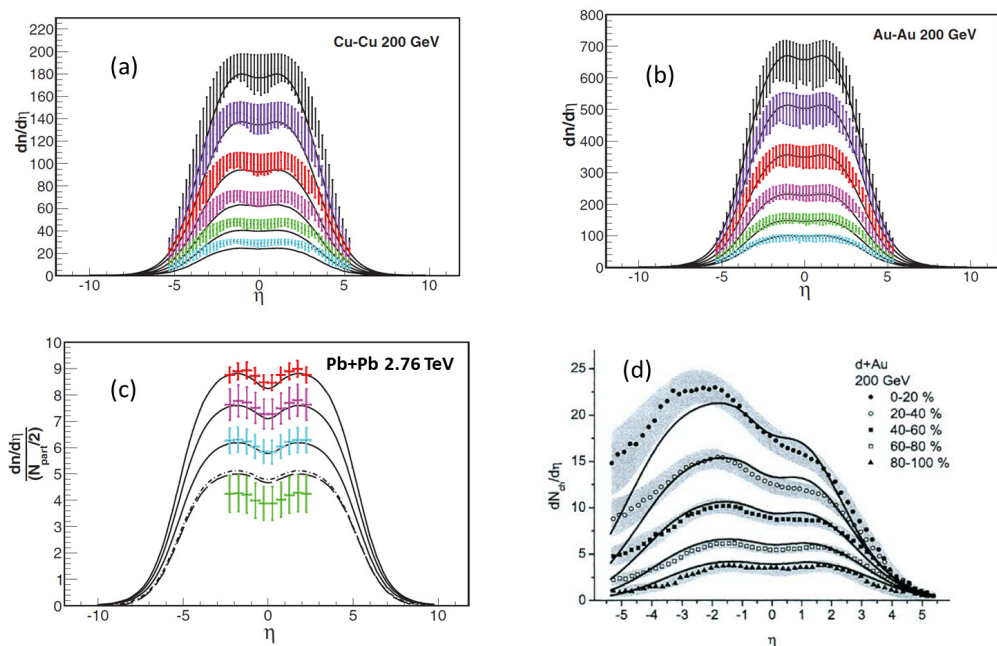 Cu-Cu 200 GeV
(a)
dn/dη
220
200
180
160
140
120
100
80
60
40
20
0
-10 -5 0 5 10
η
Au-Au 200 GeV
(b)
dn/dη
800
700
600
500
400
300
200
100
0
-10 -5 0 5 10
η
Pb+Pb 2.76 TeV
(c)
dn/dη
(N_part/2)
10
9
8
7
6
5
4
3
2
1
0
-10 -5 0 5 10
η
(d)
d+Au
200 GeV
0-20 %
20-40 %
40-60 %
60-80 %
80-100 %
dN_ch/dη
25
20
15
10
5
0
-5 -4 -3 -2 -1 0 1 2 3 4 5
η